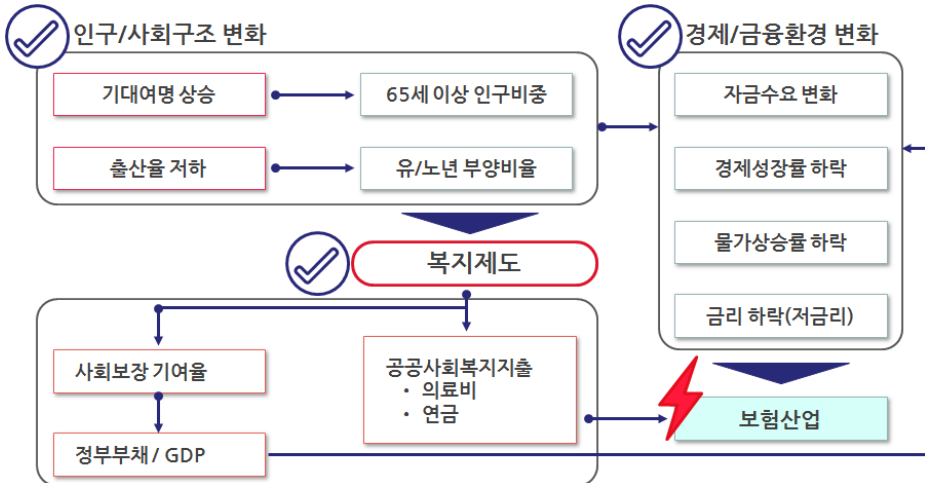 인구/사회구조 변화
기대여명 상승
65세 이상 인구비중
출산율 저하
유/노년 부양비율
경제/금융환경 변화
자금수요 변화
경제성장률 하락
물가상승률 하락
금리 하락(저금리)
복지제도
사회보장 기여율
정부부채 / GDP
공공사회복지지출
• 의료비
• 연금
보험산업